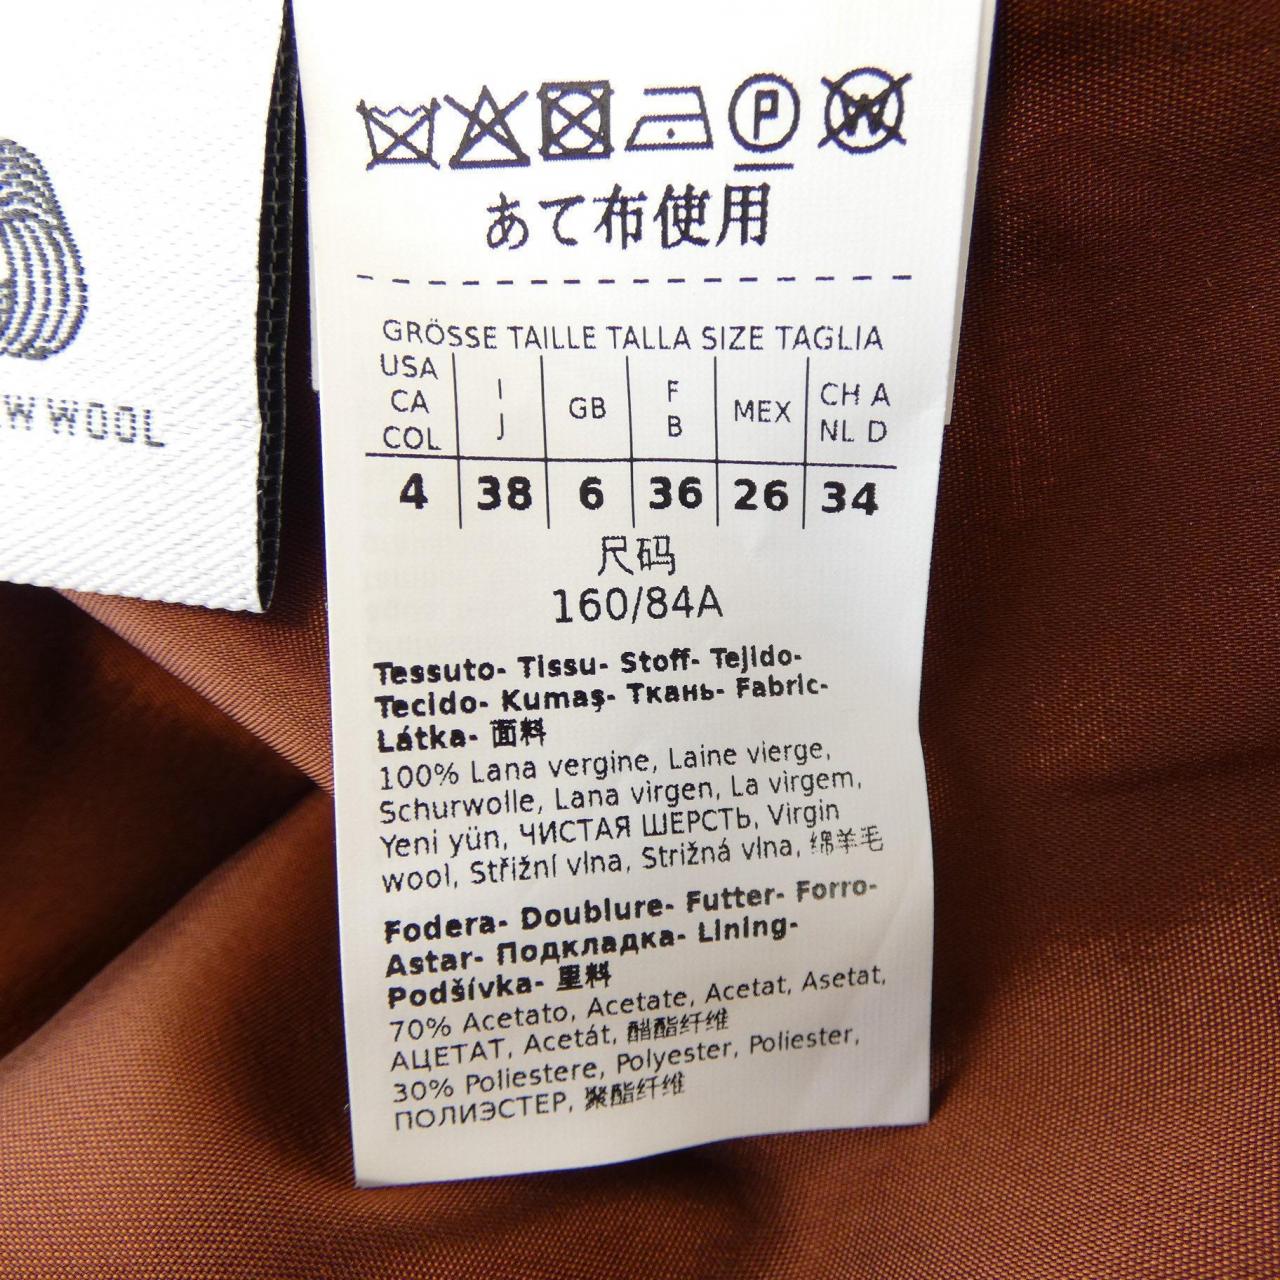 W WOOL
P W
あて布使用
GRÖSSE TAILLE TALLA SIZE TAGLIA
USA CA COL | I J | GB | F B | MEX | CH A NL D
4 | 38 | 6 | 36 | 26 | 34
尺码
160/84A
Tessuto- Tissu- Stoff- Tejido-
Tecido- Kumaş- Ткань- Fabric-
Látka- 面料
100% Lana vergine, Laine vierge,
Schurwolle, Lana virgen, La virgem,
Yeni yün, ЧИСТАЯ ШЕРСТЬ, Virgin
wool, Střižní vlna, Strižná vlna, 绵羊毛
Fodera- Doublure- Futter- Forro-
Astar- Подкладка- Lining-
Podšívka- 里料
70% Acetato, Acetate, Acetat, Asetat,
АЦЕТАТ, Acetát, 醋酯纤维
30% Poliestere, Polyester, Poliester,
ПОЛИЭСТЕР, 聚酯纤维